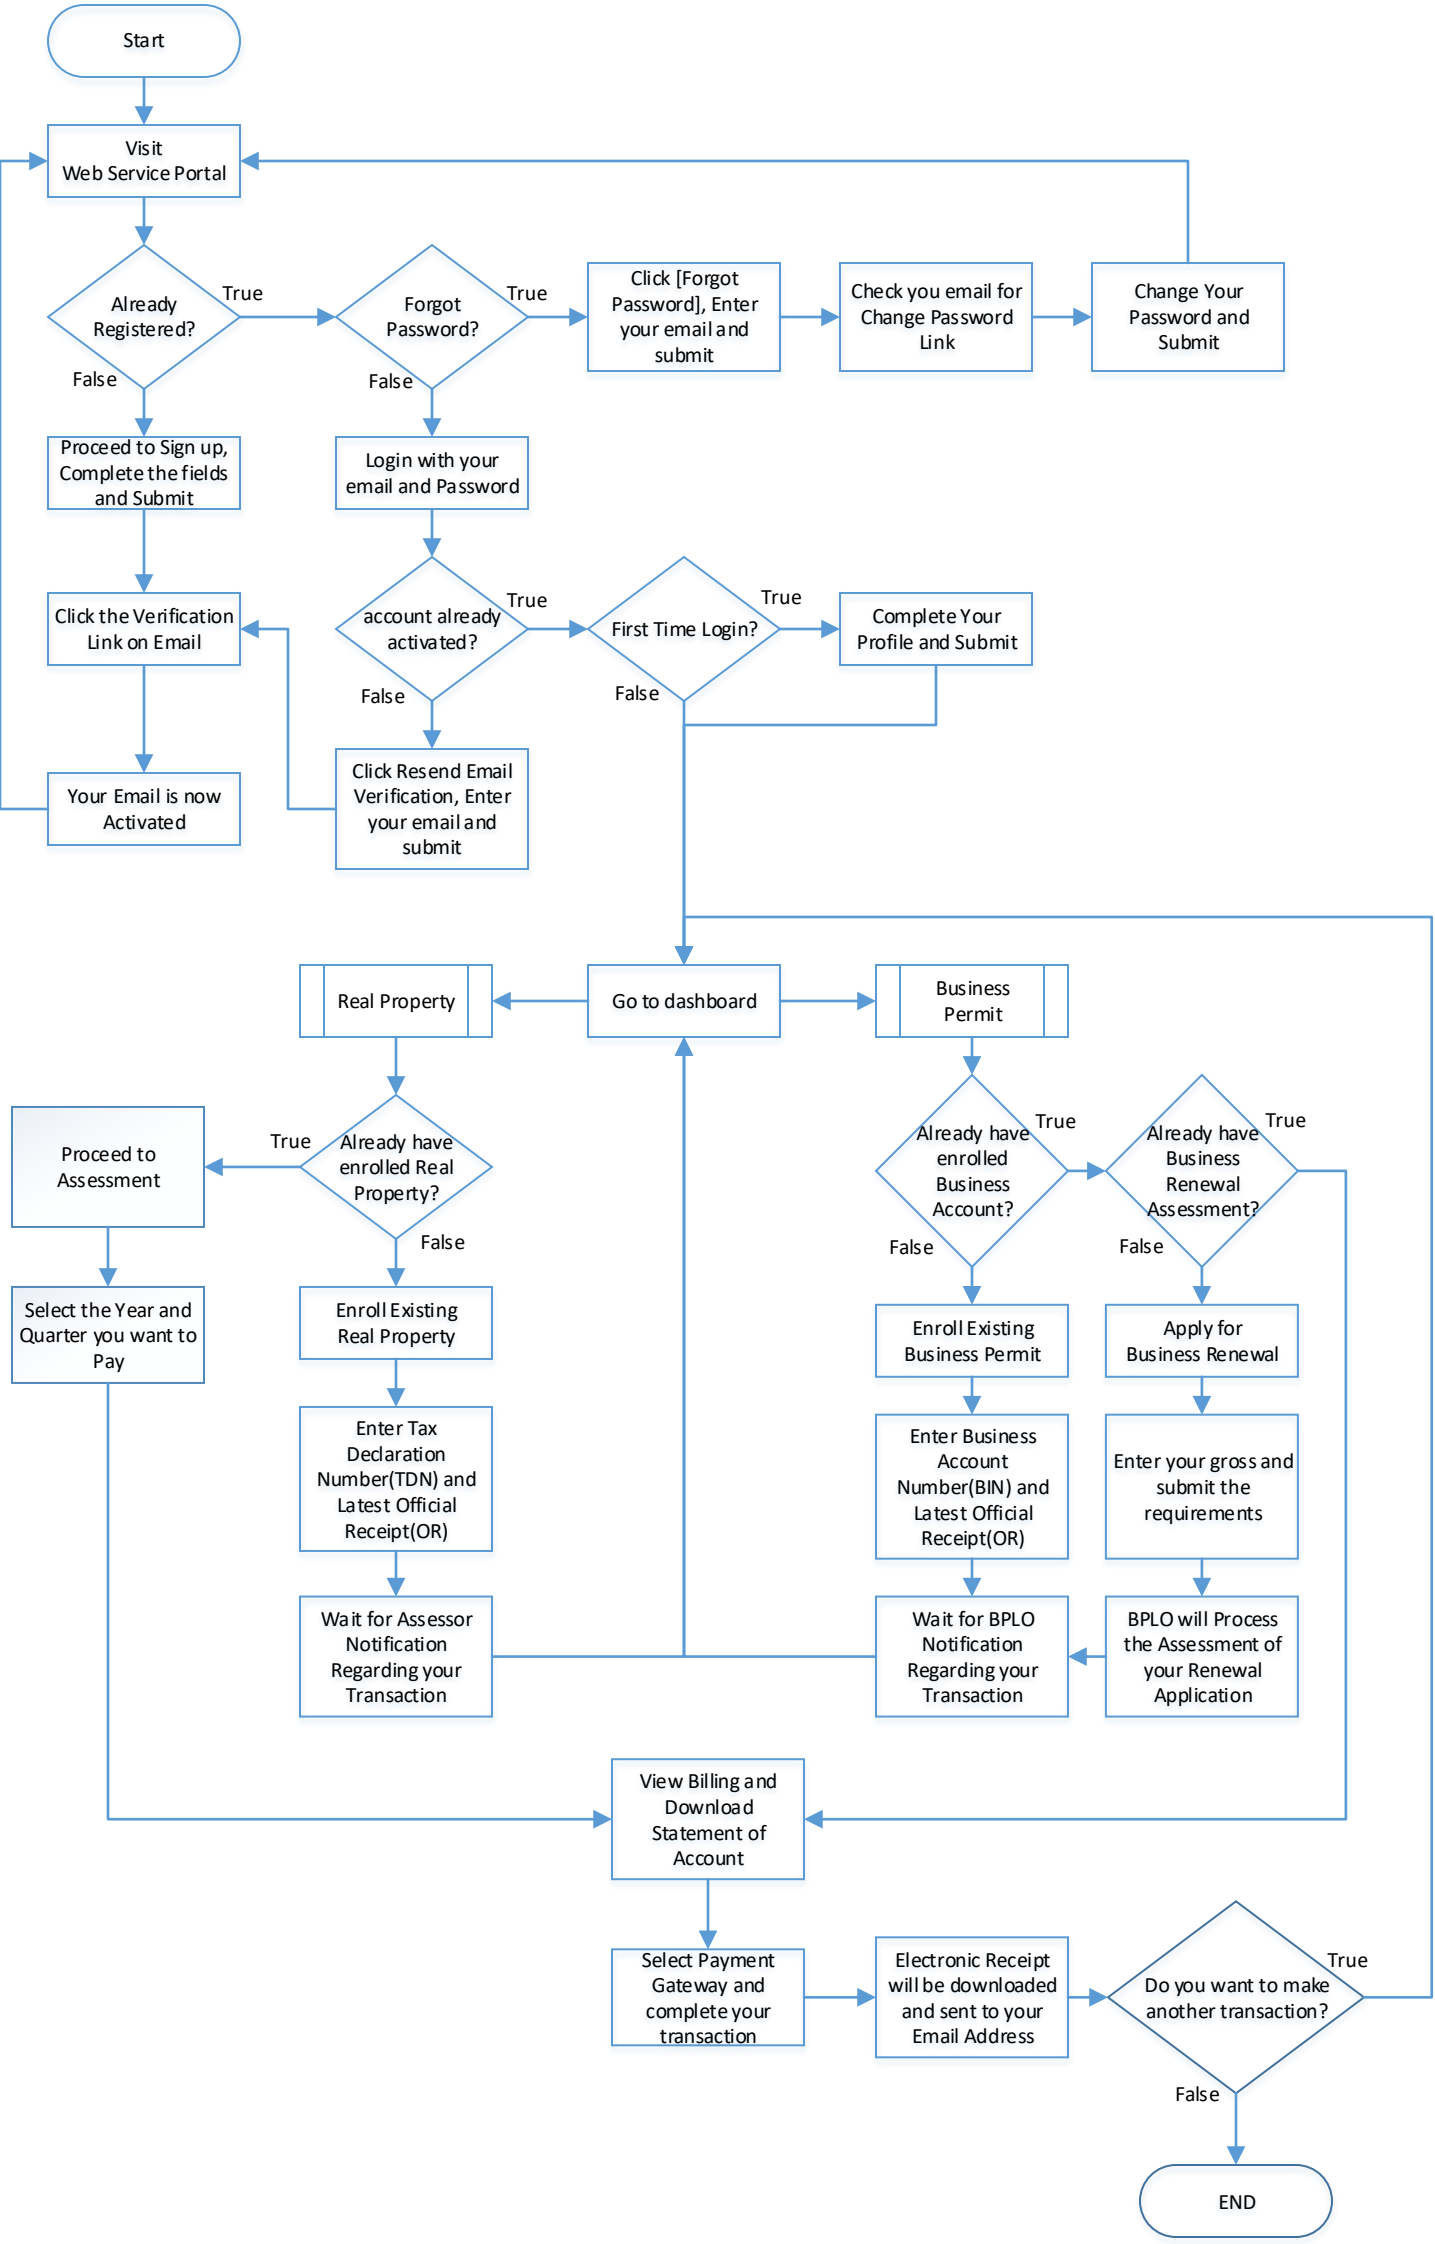 Start
Visit
Web Service Portal
Already
Registered?
True
False
Forgot
Password?
True
False
Click [Forgot
Password], Enter
your email and
submit
Check you email for
Change Password
Link
Change Your
Password and
Submit
Proceed to Sign up,
Complete the fields
and Submit
Login with your
email and Password
Click the Verification
Link on Email
account already
activated?
True
False
First Time Login?
True
False
Complete Your
Profile and Submit
Your Email is now
Activated
Click Resend Email
Verification, Enter
your email and
submit
Real Property
Go to dashboard
Business
Permit
Proceed to
Assessment
True
Already have
enrolled Real
Property?
False
Already have
enrolled
Business
Account?
True
False
Already have
Business
Renewal
Assessment?
True
False
Select the Year and
Quarter you want to
Pay
Enroll Existing
Real Property
Enroll Existing
Business Permit
Apply for
Business Renewal
Enter Tax
Declaration
Number(TDN) and
Latest Official
Receipt(OR)
Enter Business
Account
Number(BIN) and
Latest Official
Receipt(OR)
Enter your gross and
submit the
requirements
Wait for Assessor
Notification
Regarding your
Transaction
Wait for BPLO
Notification
Regarding your
Transaction
BPLO will Process
the Assessment of
your Renewal
Application
View Billing and
Download
Statement of
Account
Select Payment
Gateway and
complete your
transaction
Electronic Receipt
will be downloaded
and sent to your
Email Address
Do you want to make
another transaction?
True
False
END